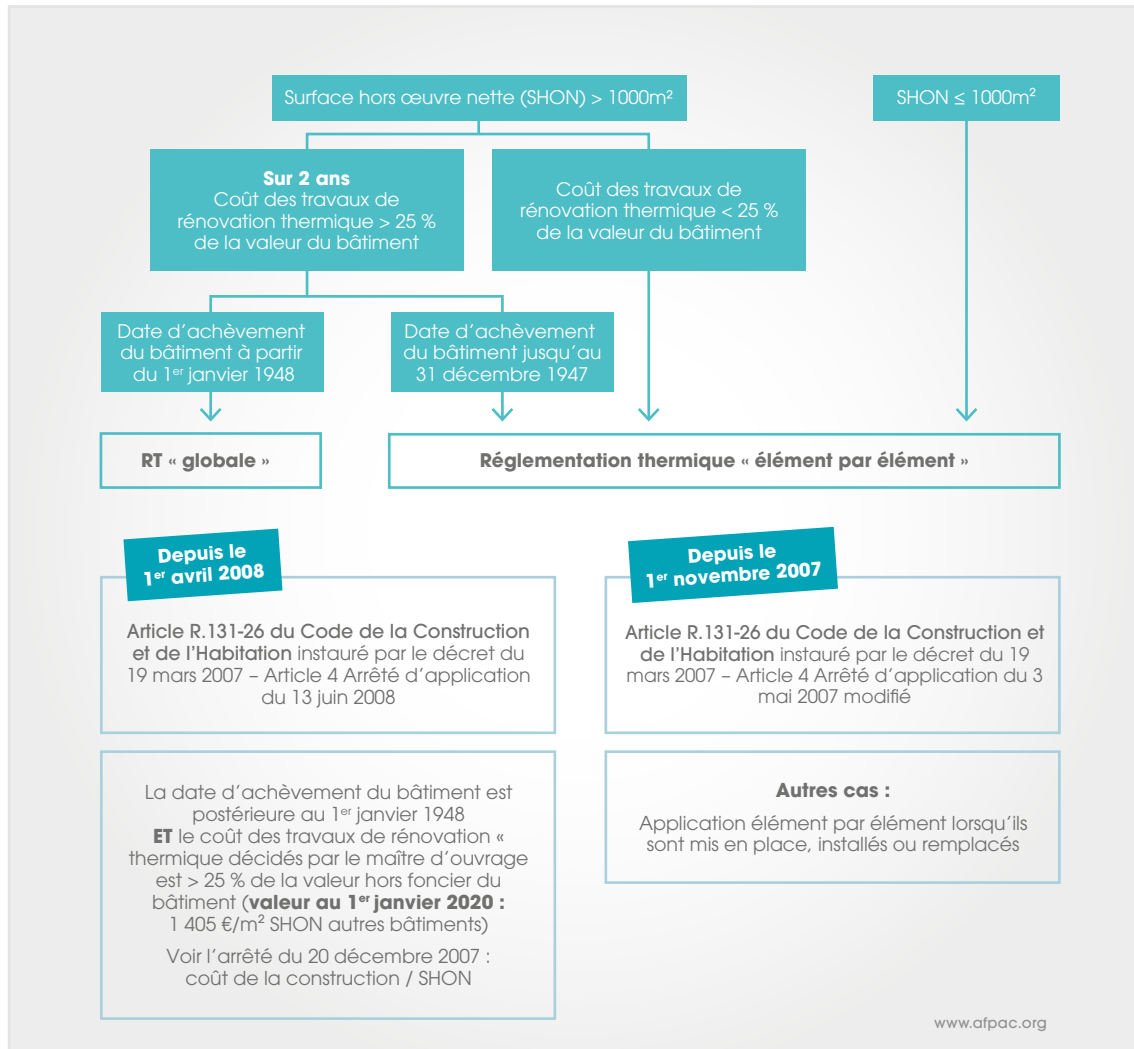 Surface hors œuvre nette (SHON) > 1000m²
SHON ≤ 1000m²
Sur 2 ans
Coût des travaux de
rénovation thermique > 25 %
de la valeur du bâtiment
Coût des travaux de
rénovation thermique < 25 %
de la valeur du bâtiment
Date d'achèvement
du bâtiment à partir
du 1er janvier 1948
Date d'achèvement
du bâtiment jusqu'au
31 décembre 1947
RT « globale »
Réglementation thermique « élément par élément »
Depuis le
1er avril 2008
Article R.131-26 du Code de la Construction
et de l'Habitation instauré par le décret du
19 mars 2007 – Article 4 Arrêté d'application
du 13 juin 2008
La date d'achèvement du bâtiment est
postérieure au 1er janvier 1948
ET le coût des travaux de rénovation «
thermique décidés par le maître d'ouvrage
est > 25 % de la valeur hors foncier du
bâtiment (valeur au 1er janvier 2020 :
1 405 €/m² SHON autres bâtiments)
Voir l'arrêté du 20 décembre 2007 :
coût de la construction / SHON
Depuis le
1er novembre 2007
Article R.131-26 du Code de la Construction et
de l'Habitation instauré par le décret du 19
mars 2007 – Article 4 Arrêté d'application du 3
mai 2007 modifié
Autres cas :
Application élément par élément lorsqu'ils
sont mis en place, installés ou remplacés
www.afpac.org